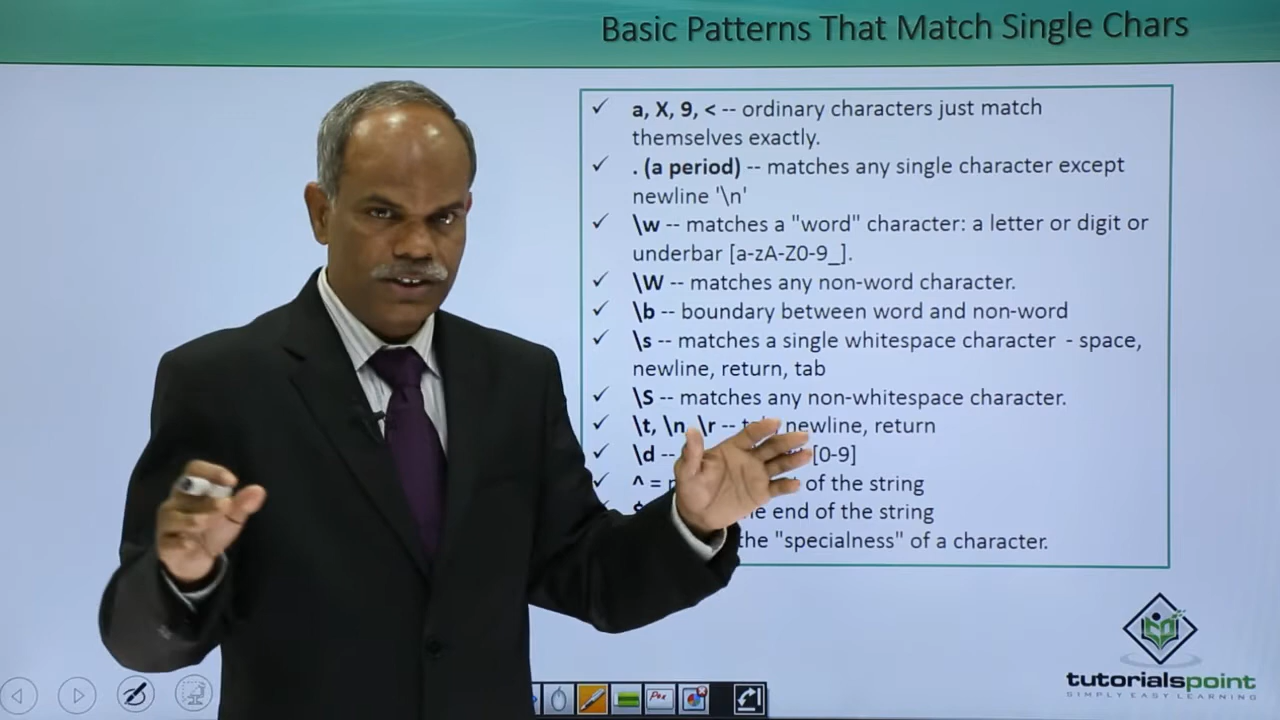 Basic Patterns That Match Single Chars
✓ a, X, 9, < -- ordinary characters just match
themselves exactly.
✓ . (a period) -- matches any single character except
newline '\n'
✓ \w -- matches a "word" character: a letter or digit or
underbar [a-zA-Z0-9_].
✓ \W -- matches any non-word character.
✓ \b -- boundary between word and non-word
✓ \s -- matches a single whitespace character - space,
newline, return, tab
✓ \S -- matches any non-whitespace character.
✓ \t, \n, \r -- tab, newline, return
✓ \d -- [0-9]
✓ ^ = of the string
end of the string
the "specialness" of a character.
tutorialspoint
SIMPLY EASY LEARNING